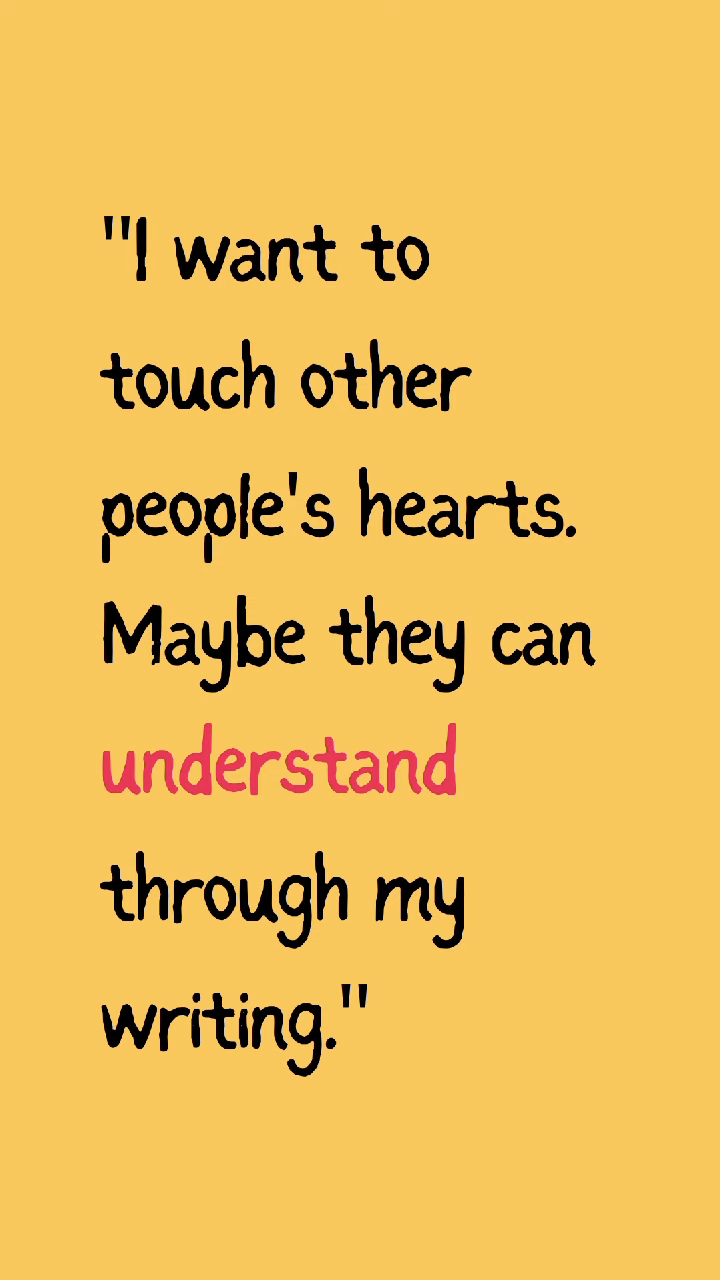 "I want to
touch other
people's hearts.
Maybe they can
understand
through my
writing."